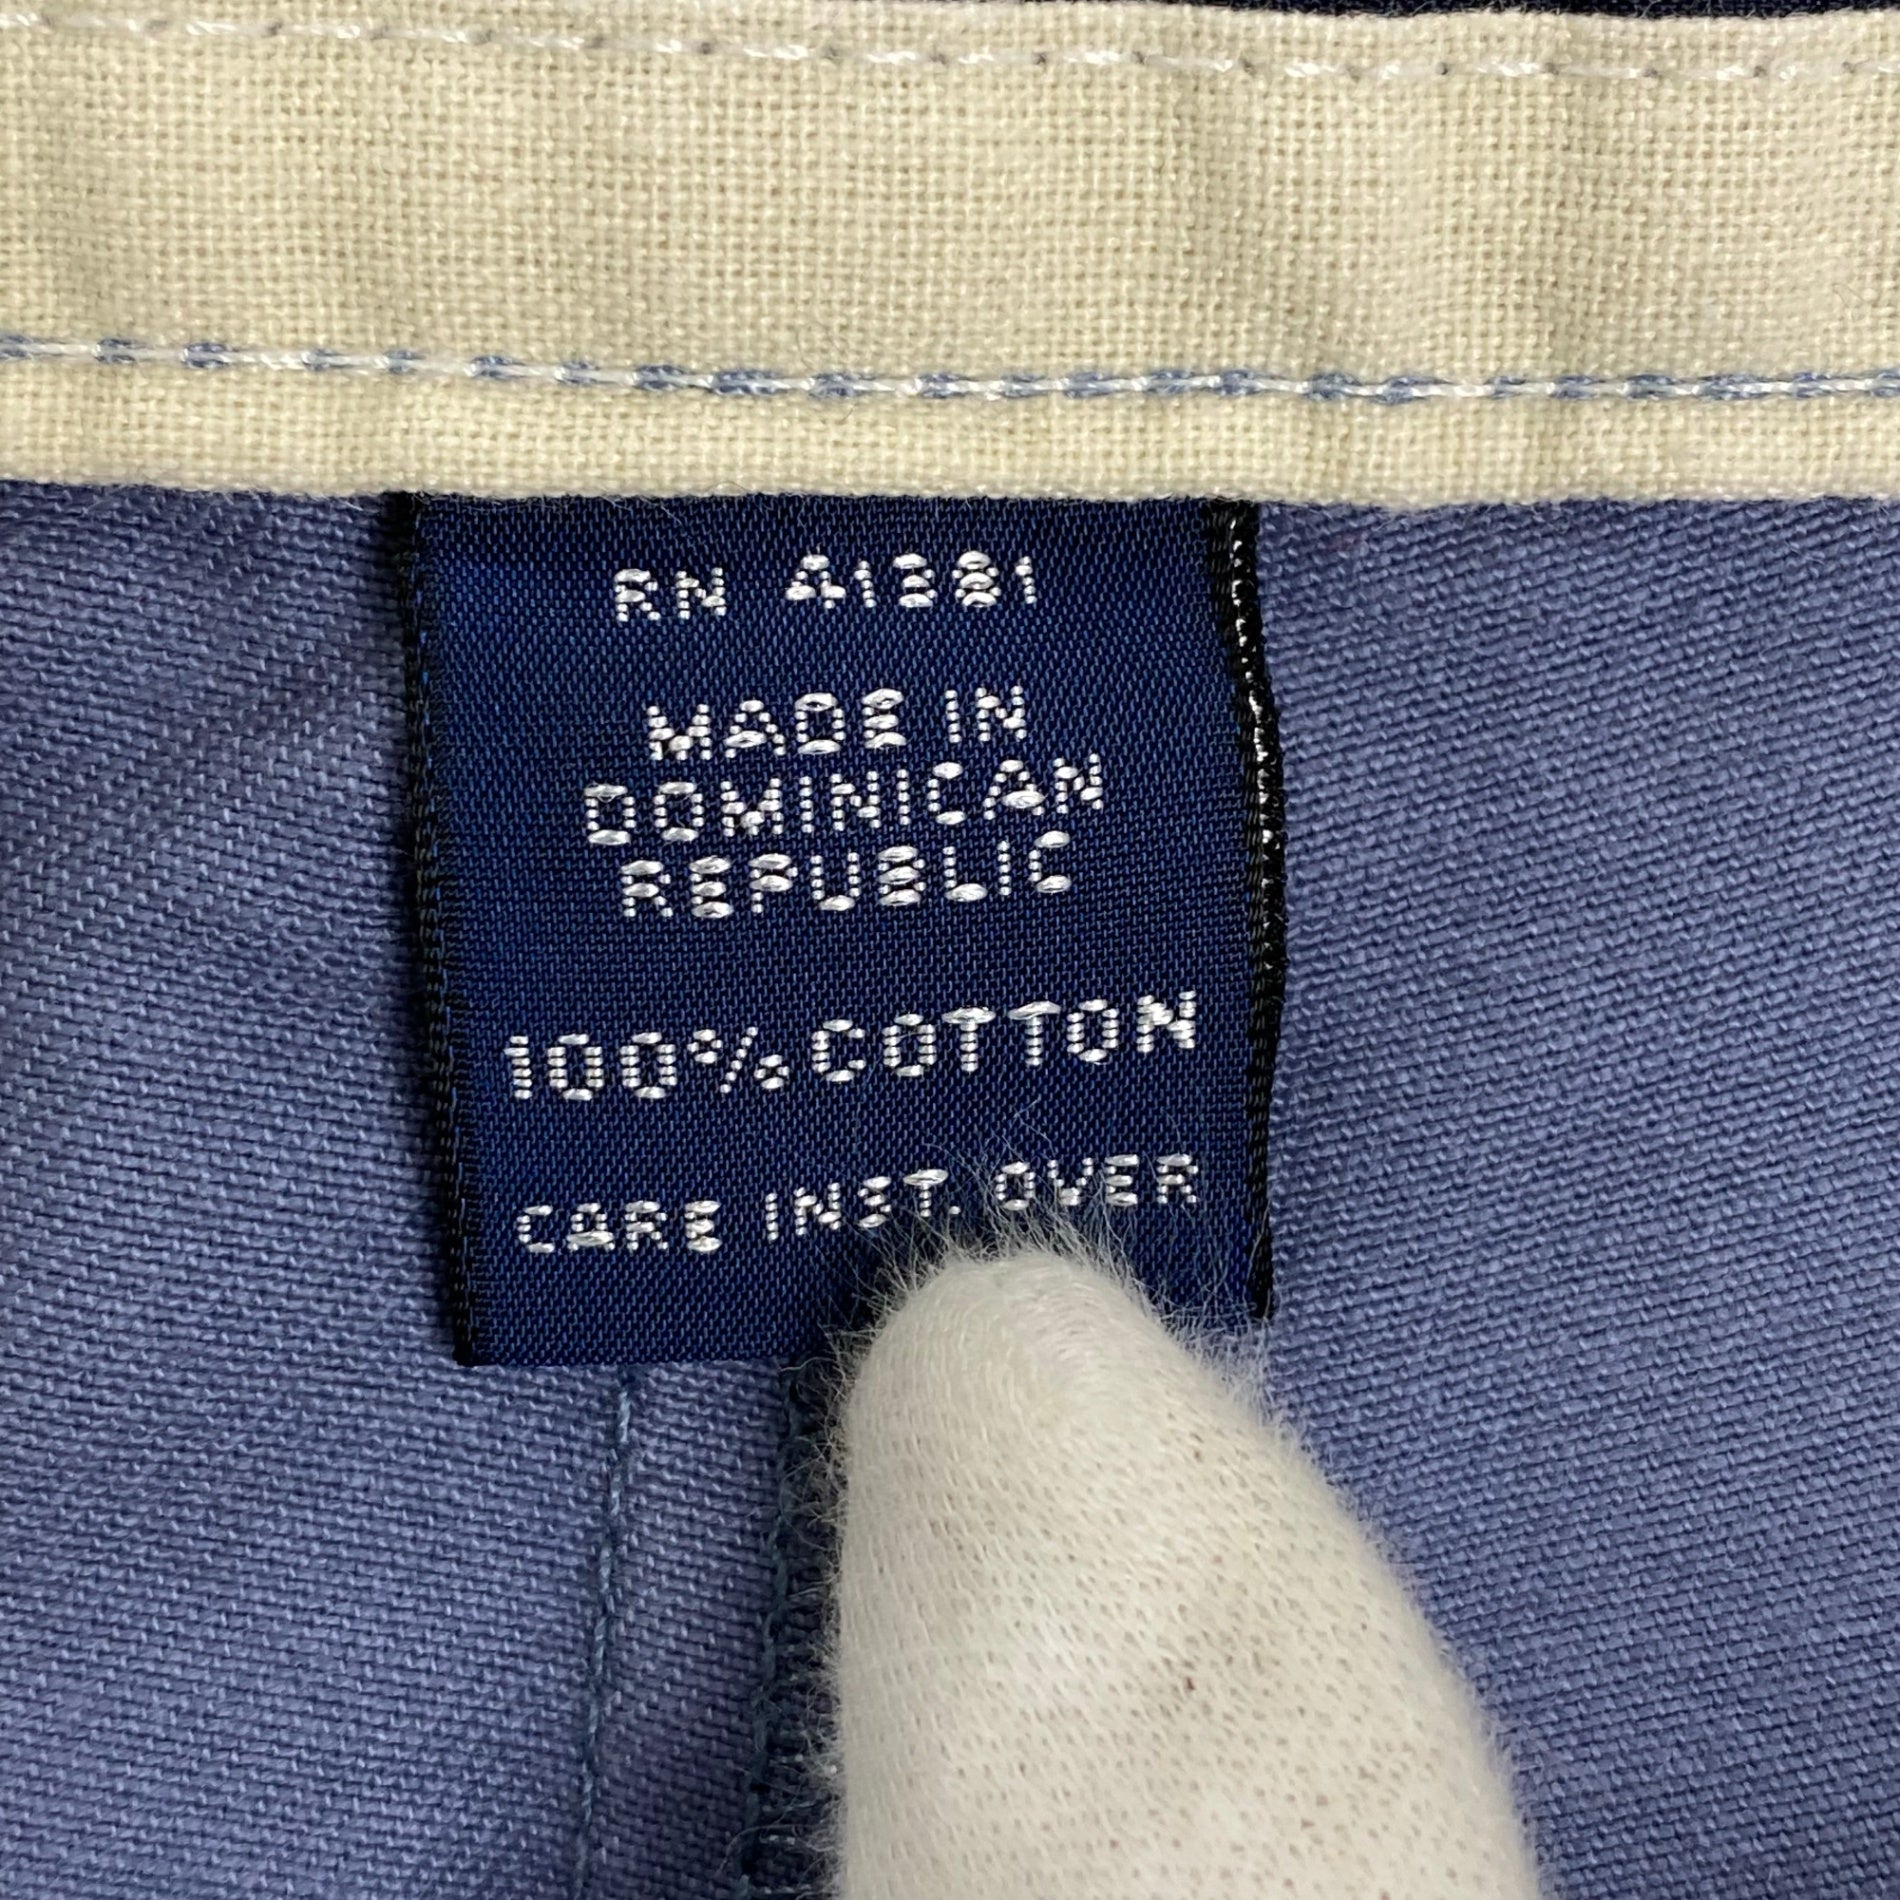 RN 41381
MADE IN
DOMINICAN
REPUBLIC
100% COTTON
CARE INST. OVER